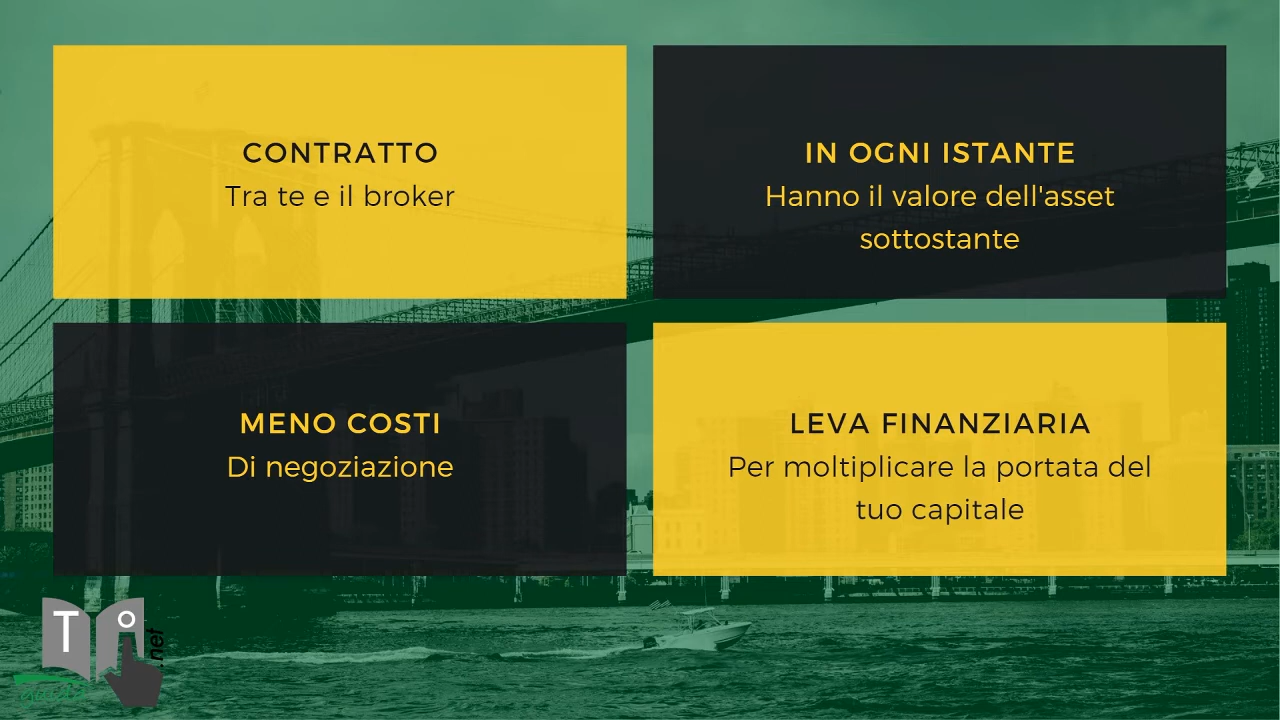 CONTRATTO
Tra te e il broker
IN OGNI ISTANTE
Hanno il valore dell'asset
sottostante
MENO COSTI
Di negoziazione
LEVA FINANZIARIA
Per moltiplicare la portata del
tuo capitale
T O
.net